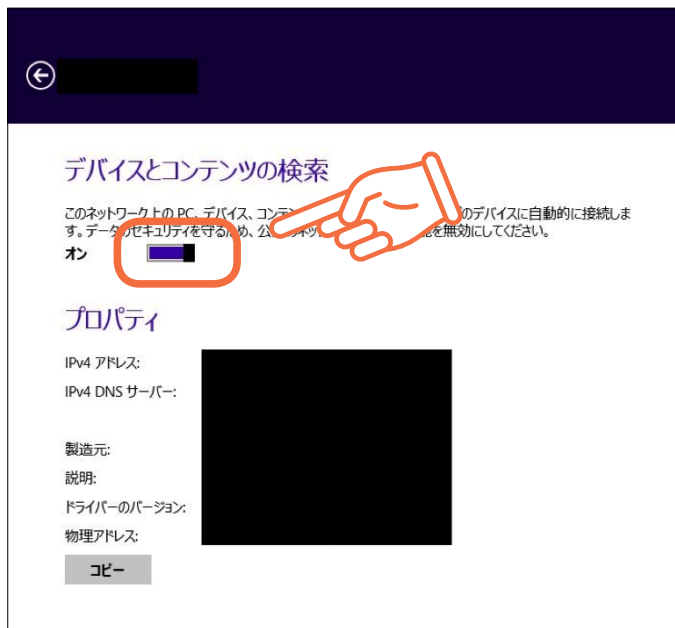 デバイスとコンテンツの検索
このネットワーク上の PC、デバイス、コンテン のデバイスに自動的に接続しま
す。データのセキュリティを守るため、公 のネッ を無効にしてください。
オン
プロパティ
IPv4 アドレス:
IPv4 DNS サーバー:
製造元:
説明:
ドライバーのバージョン:
物理アドレス:
コピー